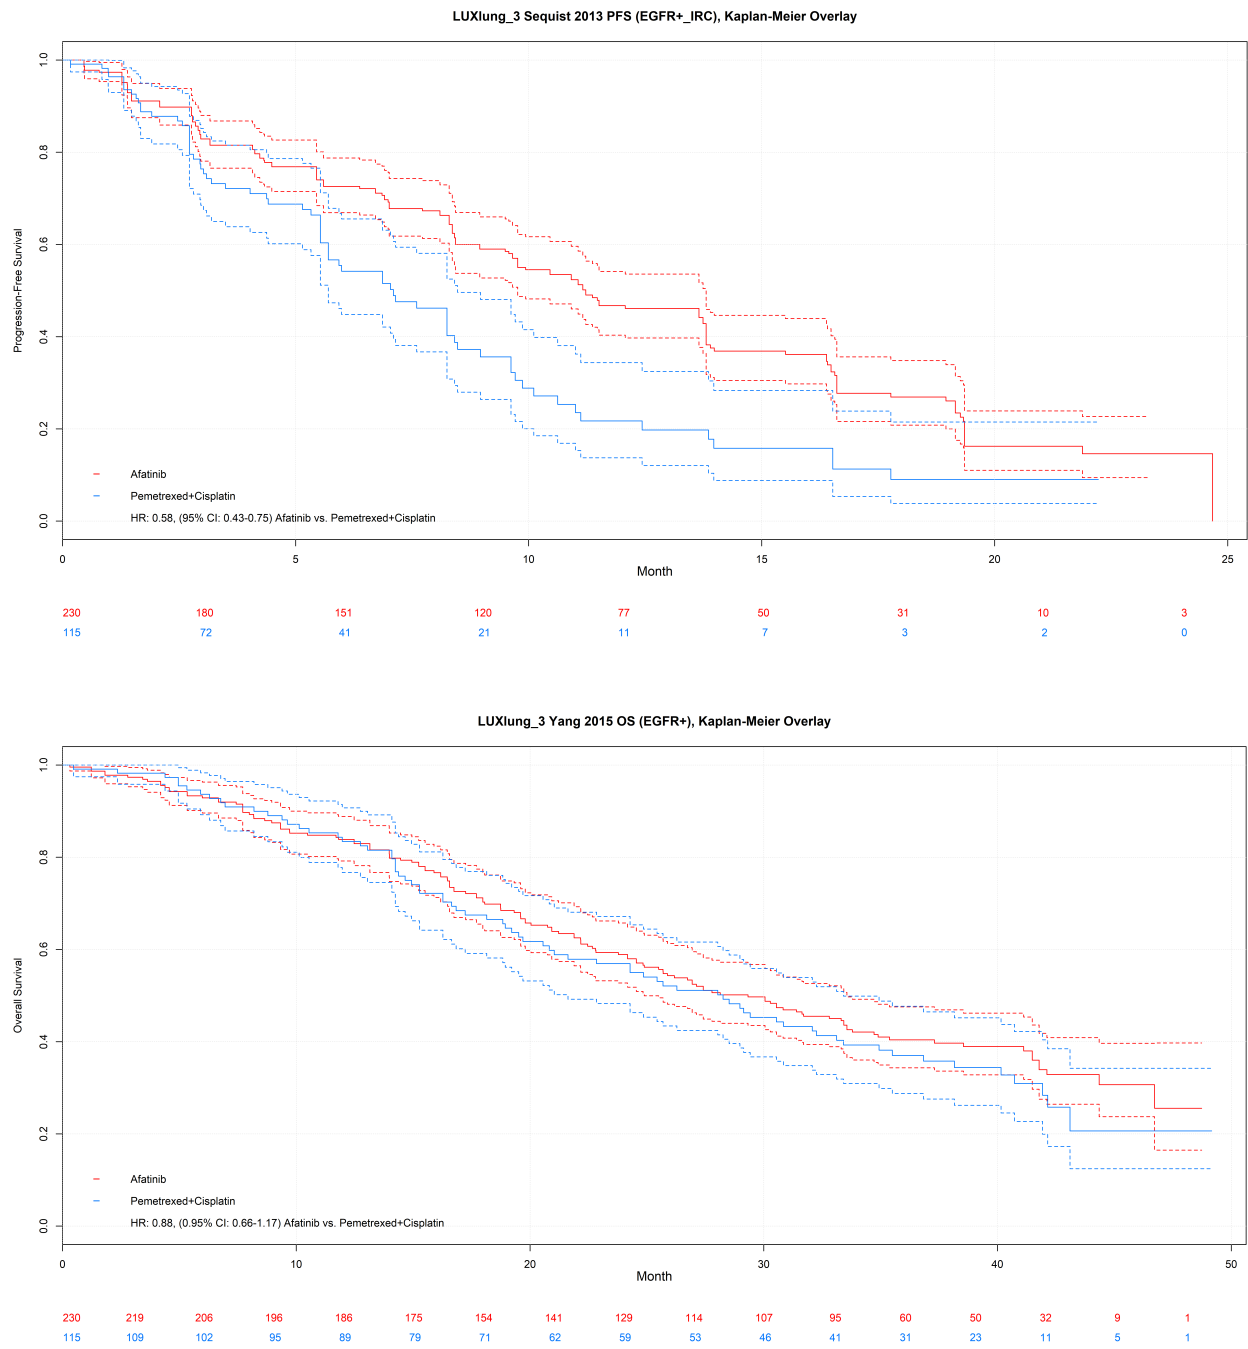 LUXlung_3 Sequist 2013 PFS (EGFR+_IRC), Kaplan-Meier Overlay
Progression-Free Survival
1.0
0.8
0.6
0.4
0.2
0.0
Afatinib
Pemetrexed+Cisplatin
HR: 0.58, (95% CI: 0.43-0.75) Afatinib vs. Pemetrexed+Cisplatin
0 5 10 15 20 25
Month
230 180 151 120 77 50 31 10 3
115 72 41 21 11 7 3 2 0
LUXlung_3 Yang 2015 OS (EGFR+), Kaplan-Meier Overlay
Overall Survival
1.0
0.8
0.6
0.4
0.2
0.0
Afatinib
Pemetrexed+Cisplatin
HR: 0.88, (0.95% CI: 0.66-1.17) Afatinib vs. Pemetrexed+Cisplatin
0 10 20 30 40 50
Month
230 219 206 196 186 175 154 141 129 114 107 95 60 50 32 9 1
115 109 102 95 89 79 71 62 59 53 46 41 31 23 11 5 1